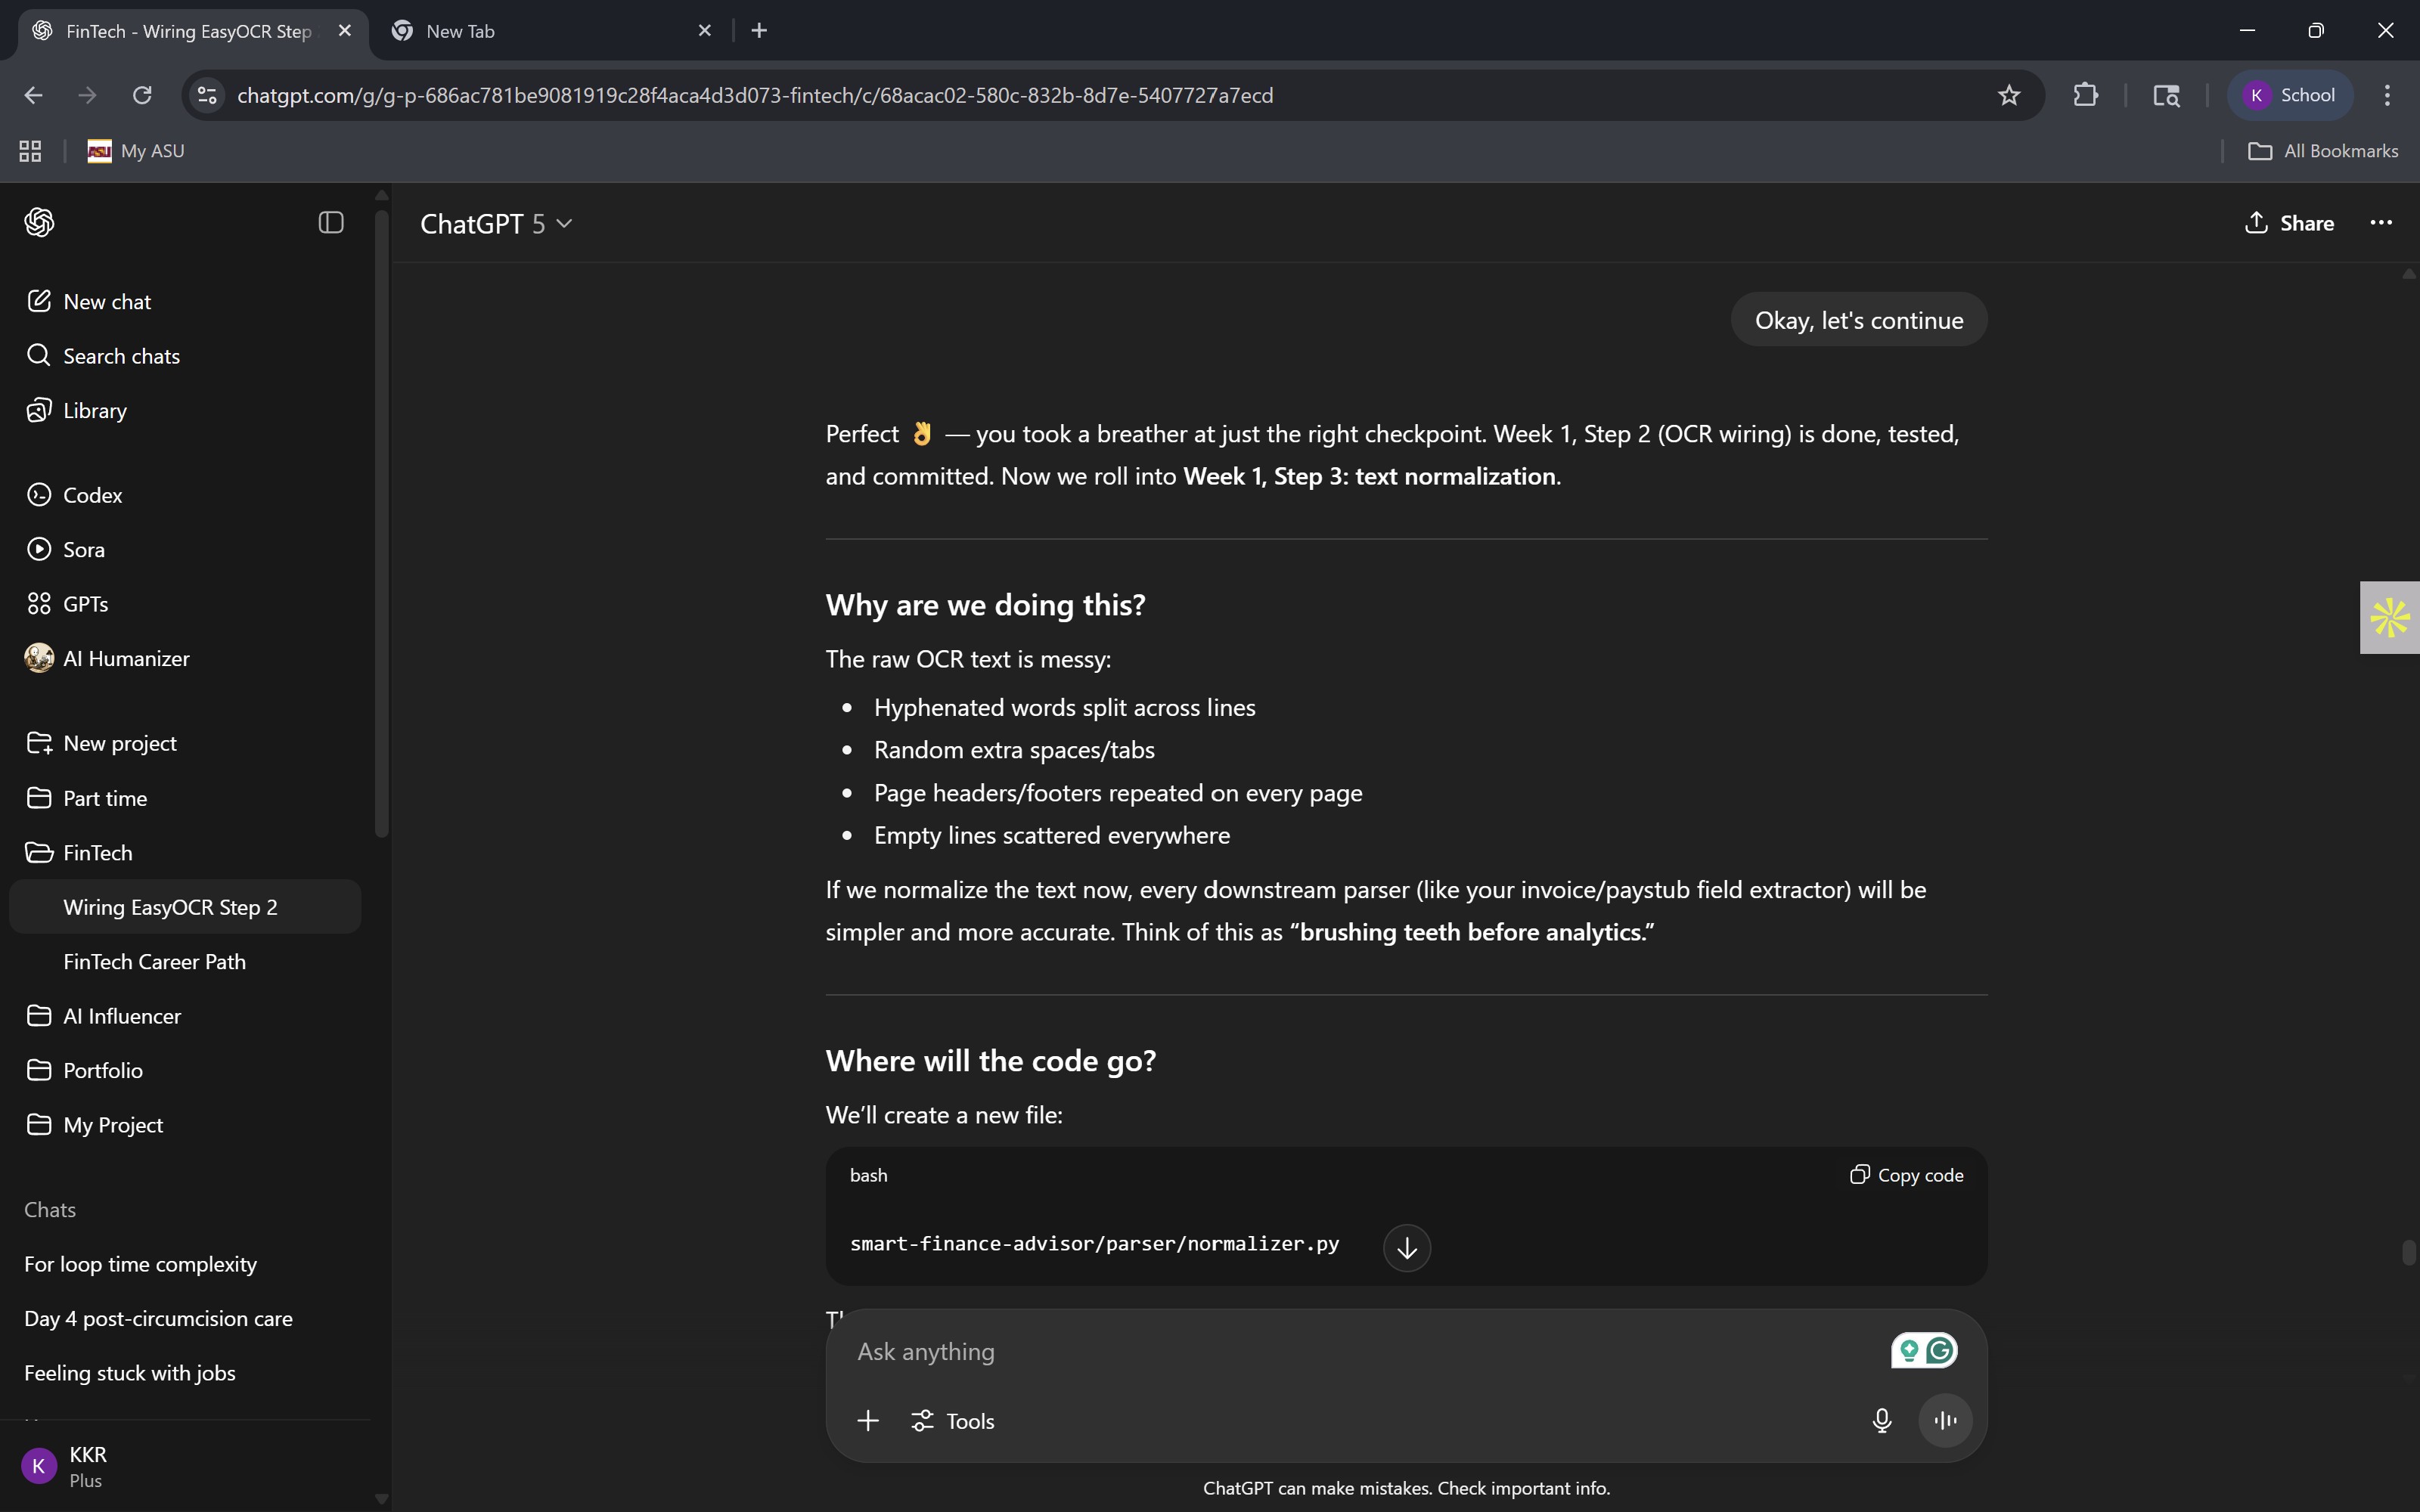 FinTech - Wiring EasyOCR Step
New Tab
chatgpt.com/g/g-p-686ac781be9081919c28f4aca4d3d073-fintech/c/68acac02-580c-832b-8d7e-5407727a7ecd
K School
ASU My ASU
All Bookmarks
ChatGPT 5
Share
New chat
Search chats
Library
Codex
Sora
GPTs
AI Humanizer
New project
Part time
FinTech
Wiring EasyOCR Step 2
FinTech Career Path
AI Influencer
Portfolio
My Project
Chats
For loop time complexity
Day 4 post-circumcision care
Feeling stuck with jobs
K
KKR
Plus
Okay, let's continue
Perfect 👌 — you took a breather at just the right checkpoint. Week 1, Step 2 (OCR wiring) is done, tested,
and committed. Now we roll into Week 1, Step 3: text normalization.
Why are we doing this?
The raw OCR text is messy:
• Hyphenated words split across lines
• Random extra spaces/tabs
• Page headers/footers repeated on every page
• Empty lines scattered everywhere
If we normalize the text now, every downstream parser (like your invoice/paystub field extractor) will be
simpler and more accurate. Think of this as “brushing teeth before analytics.”
Where will the code go?
We’ll create a new file:
bash
Copy code
smart-finance-advisor/parser/normalizer.py
Ask anything
Tools
ChatGPT can make mistakes. Check important info.